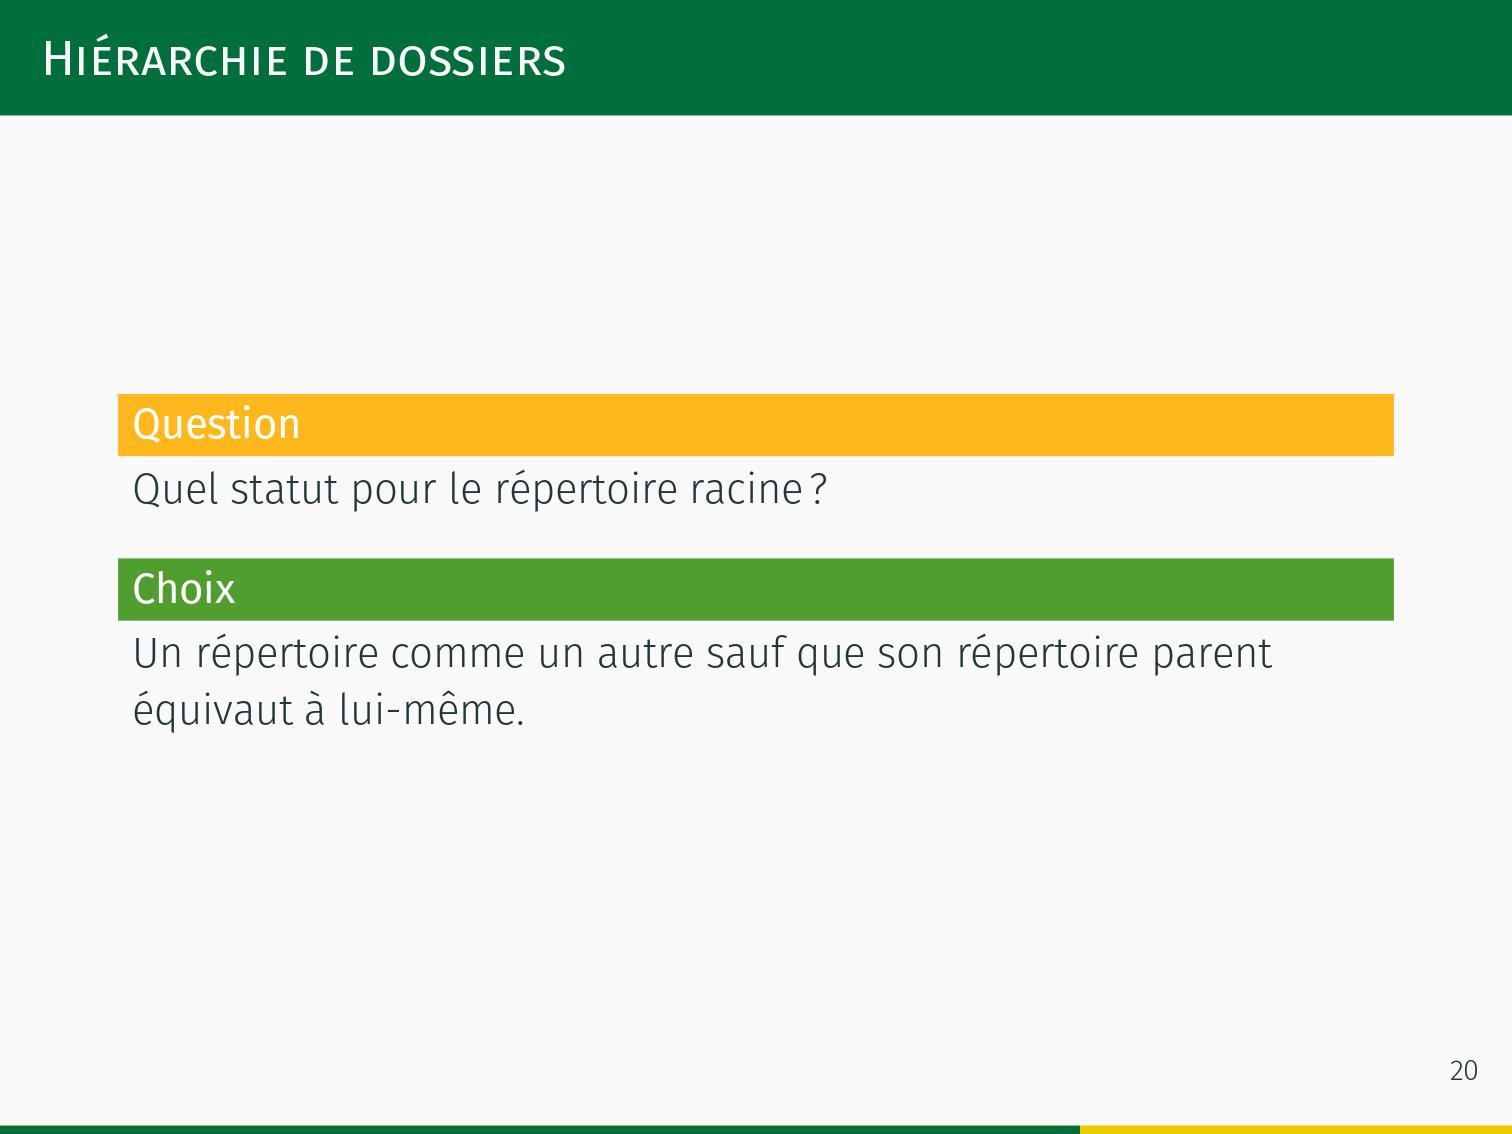 Hiérarchie de dossiers
Question
Quel statut pour le répertoire racine ?
Choix
Un répertoire comme un autre sauf que son répertoire parent
équivaut à lui-même.
20